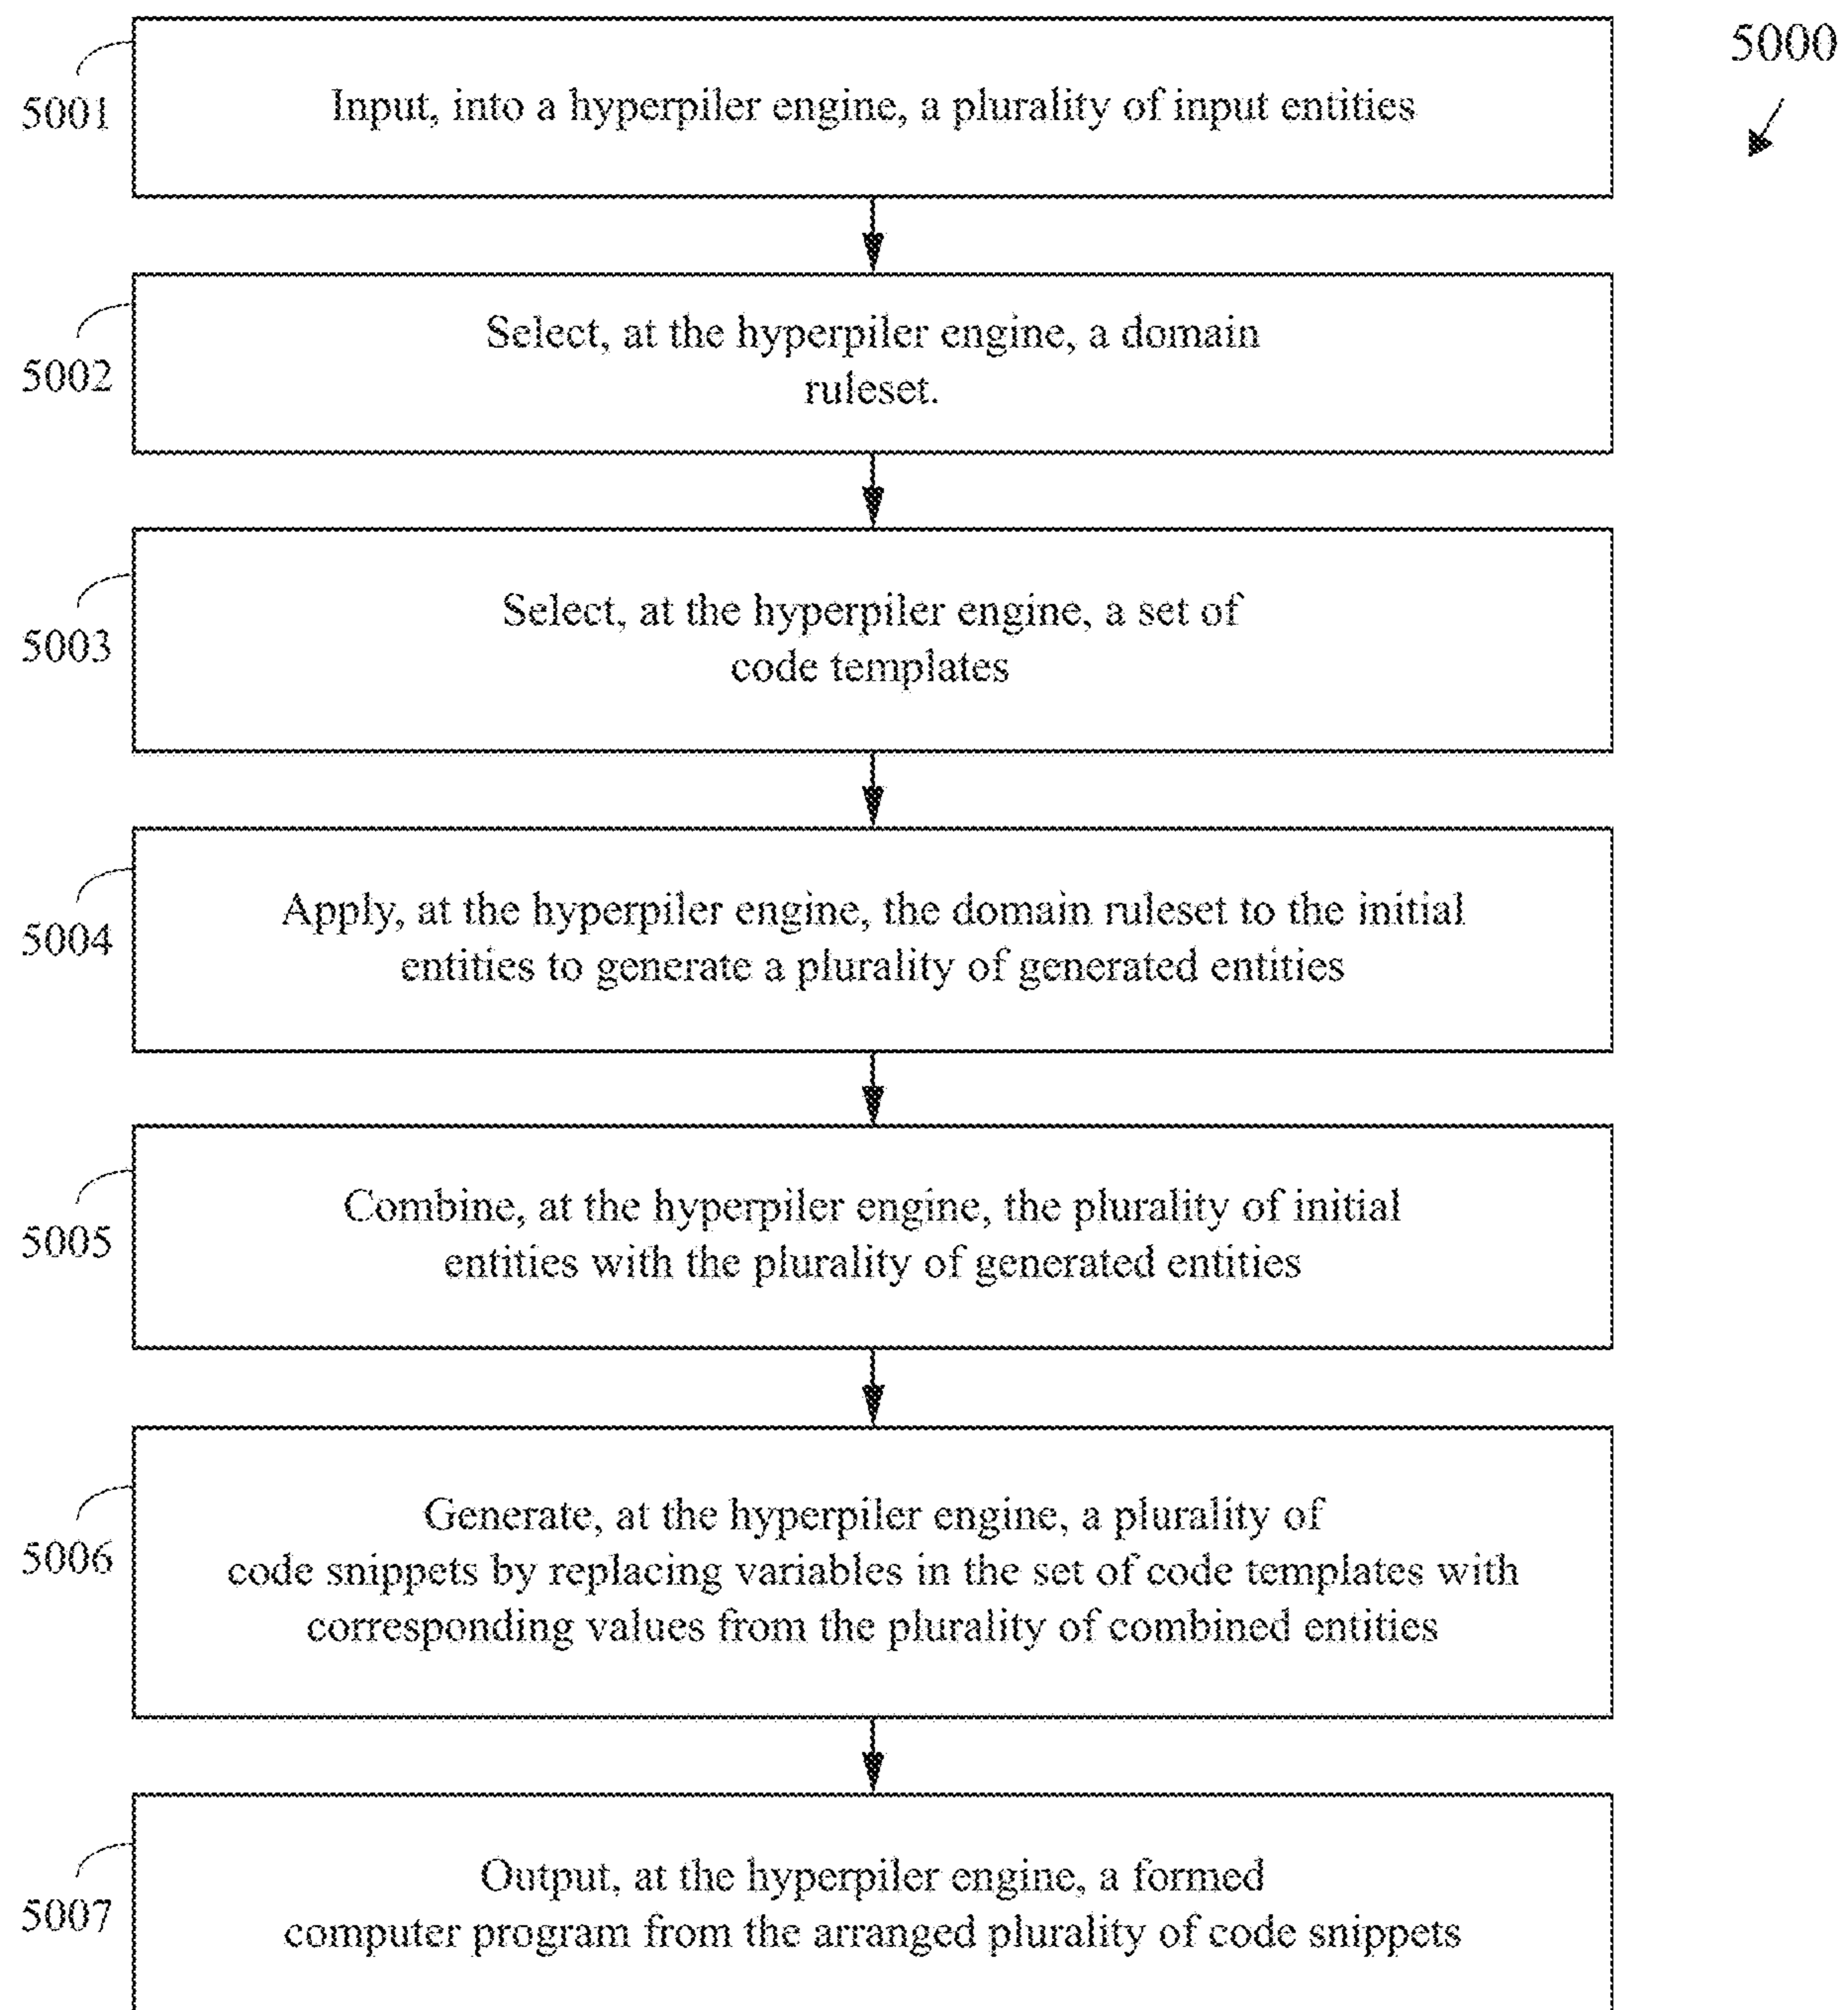 5000
5001
Input, into a hyperpiler engine, a plurality of input entities
5002
Select, at the hyperpiler engine, a domain
ruleset.
5003
Select, at the hyperpiler engine, a set of
code templates
5004
Apply, at the hyperpiler engine, the domain ruleset to the initial
entities to generate a plurality of generated entities
5005
Combine, at the hyperpiler engine, the plurality of initial
entities with the plurality of generated entities
5006
Generate, at the hyperpiler engine, a plurality of
code snippets by replacing variables in the set of code templates with
corresponding values from the plurality of combined entities
5007
Output, at the hyperpiler engine, a formed
computer program from the arranged plurality of code snippets